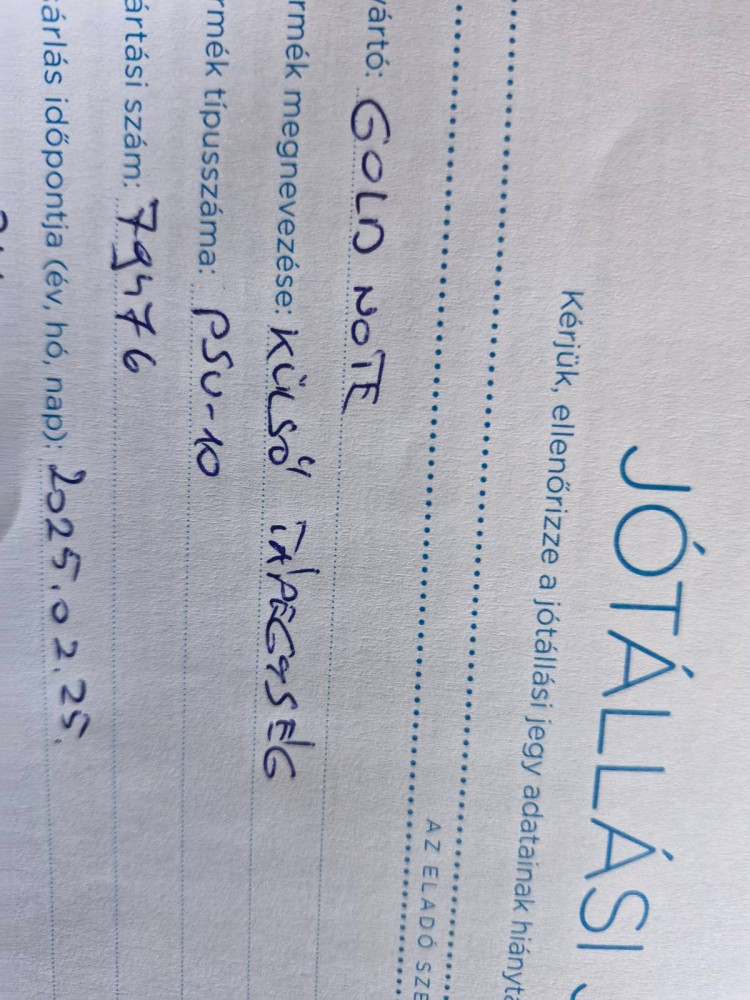 JÓTÁLLÁSI J
Kérjük, ellenőrizze a jótállási jegy adatainak hiányta
AZ ELADÓ SZE
ártó: GOLD NOTE
rmék megnevezése: KÜLSŐ TÁPEGYSÉG
rmék típusszáma: PSU-10
ártási szám: 79476
árlás időpontja (év, hó, nap): 2025.02.25.